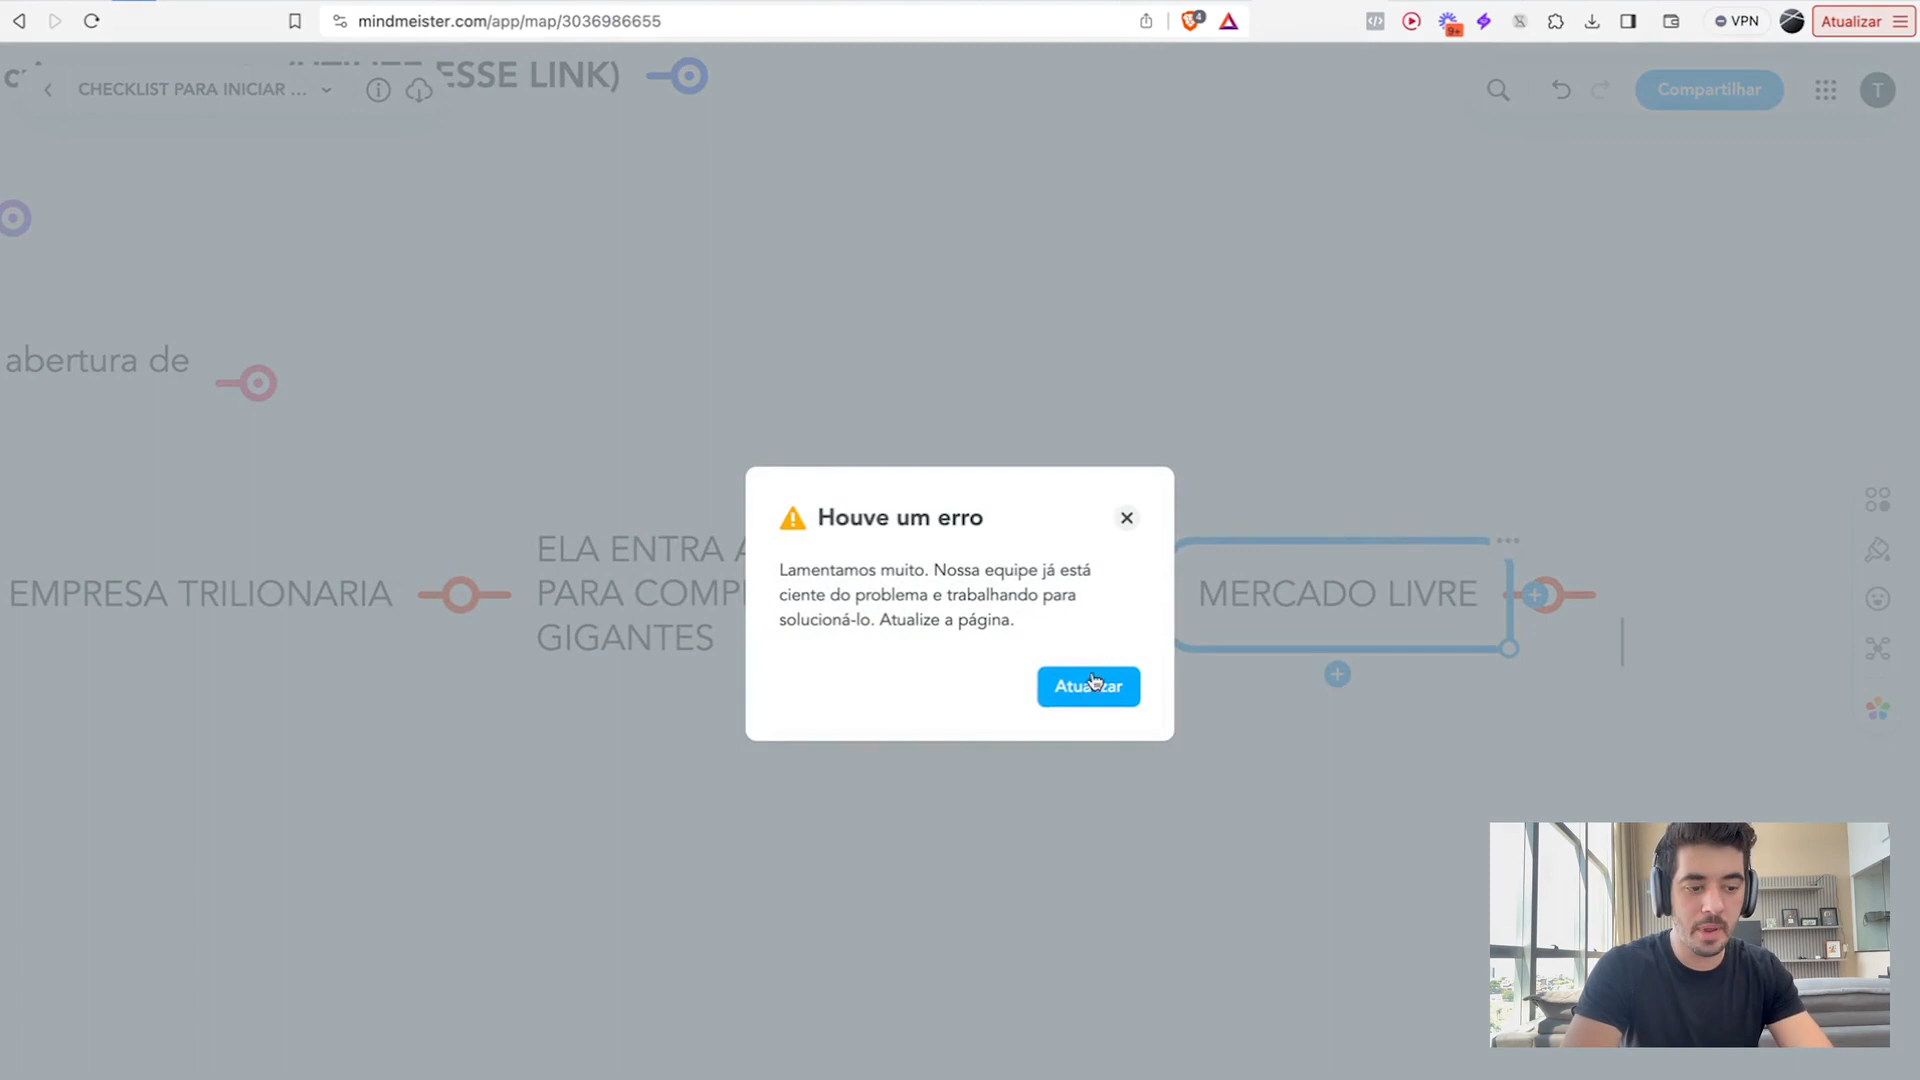 mindmeister.com/app/map/3036986655
4
9+
VPN
Atualizar
ESSE LINK)
CHECKLIST PARA INICIAR ...
Compartilhar
T
abertura de
Houve um erro
Lamentamos muito. Nossa equipe já está
ciente do problema e trabalhando para
solucioná-lo. Atualize a página.
Atualizar
EMPRESA TRILIONARIA
ELA ENTRA
PARA COMP
GIGANTES
MERCADO LIVRE